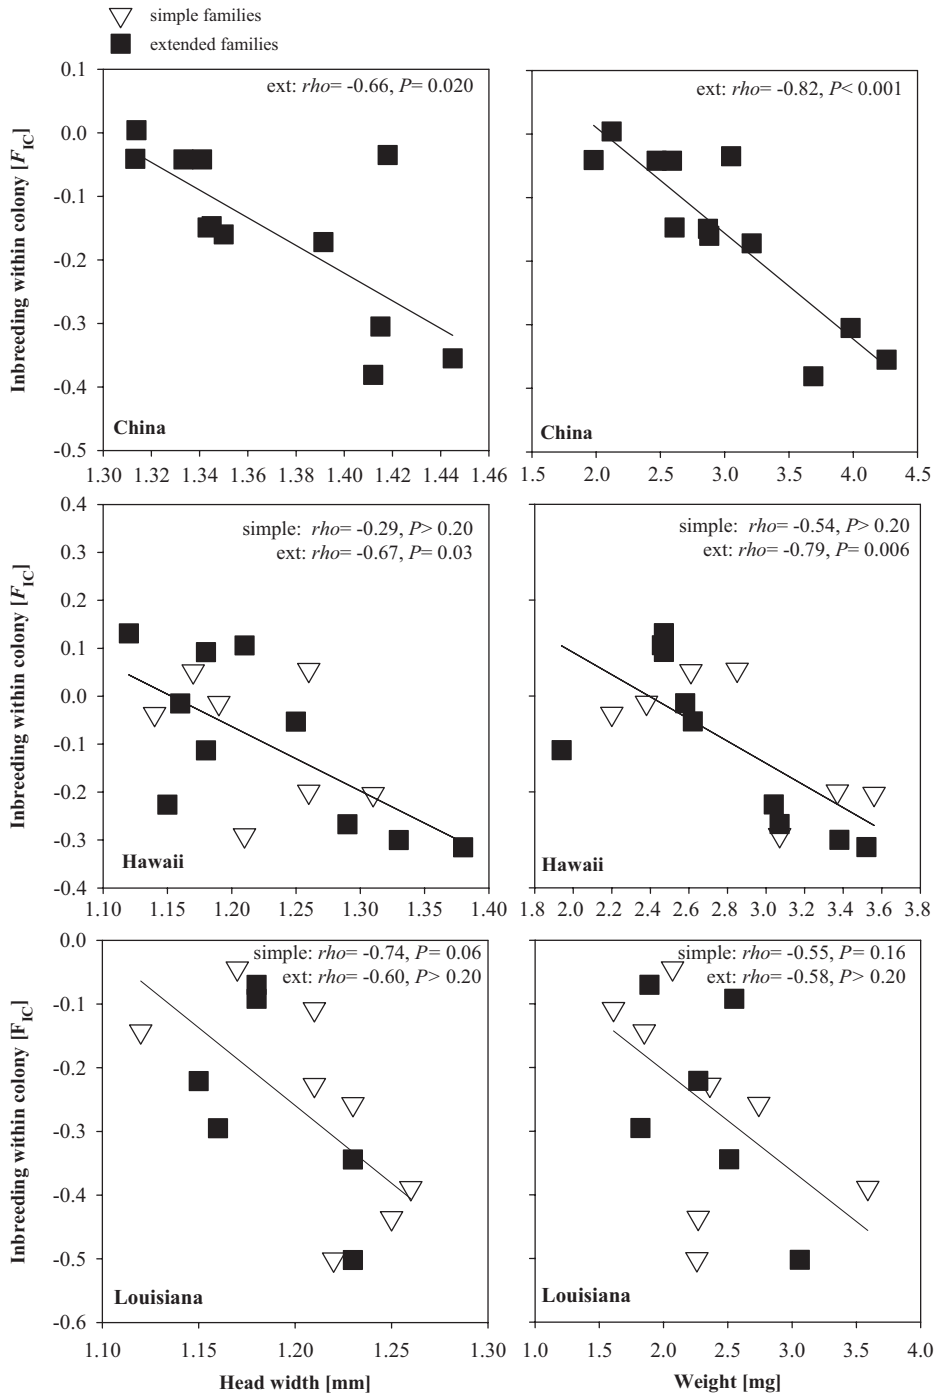 simple families
extended families
Inbreeding within colony [FIC]
0.1
0.0
-0.1
-0.2
-0.3
-0.4
-0.5
ext: rho= -0.66, P= 0.020
China
1.30 1.32 1.34 1.36 1.38 1.40 1.42 1.44 1.46
ext: rho= -0.82, P< 0.001
China
1.5 2.0 2.5 3.0 3.5 4.0 4.5
Inbreeding within colony [FIC]
0.4
0.3
0.2
0.1
0.0
-0.1
-0.2
-0.3
-0.4
simple: rho= -0.29, P> 0.20
ext: rho= -0.67, P= 0.03
Hawaii
1.10 1.15 1.20 1.25 1.30 1.35 1.40
simple: rho= -0.54, P> 0.20
ext: rho= -0.79, P= 0.006
Hawaii
1.8 2.0 2.2 2.4 2.6 2.8 3.0 3.2 3.4 3.6 3.8
Inbreeding within colony [FIC]
0.0
-0.1
-0.2
-0.3
-0.4
-0.5
-0.6
simple: rho= -0.74, P= 0.06
ext: rho= -0.60, P> 0.20
Louisiana
1.10 1.15 1.20 1.25 1.30
Head width [mm]
simple: rho= -0.55, P= 0.16
ext: rho= -0.58, P> 0.20
Louisiana
1.0 1.5 2.0 2.5 3.0 3.5 4.0
Weight [mg]